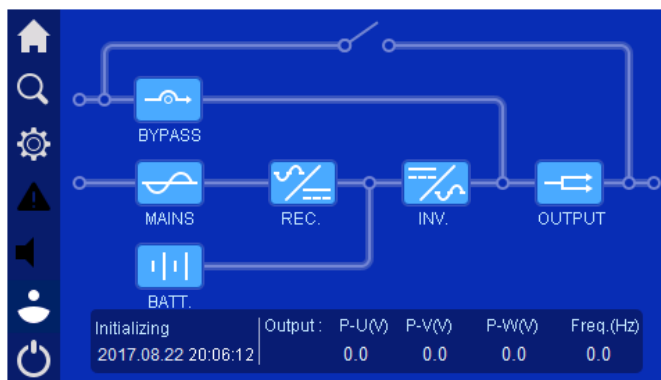 BYPASS
MAINS
REC.
INV.
OUTPUT
BATT.
Initializing
2017.08.22 20:06:12
Output : P-U(V) P-V(V) P-W(V) Freq.(Hz)
0.0 0.0 0.0 0.0